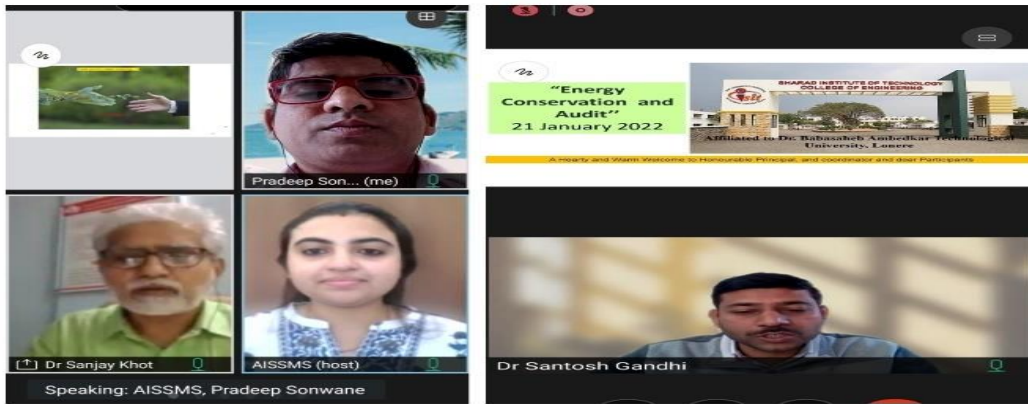 Pradeep Son... (me)
Dr Sanjay Khot
AISSMS (host)
Speaking: AISSMS, Pradeep Sonwane
"Energy
Conservation and
Audit"
21 January 2022
SHARAD INSTITUTE OF TECHNOLOGY
COLLEGE OF ENGINEERING
Affiliated to Dr. Babasaheb Ambedkar Technological
University, Lonere
A Hearty and Warm Welcome to Honourable Principal, and coordinator and dear Participants
Dr Santosh Gandhi